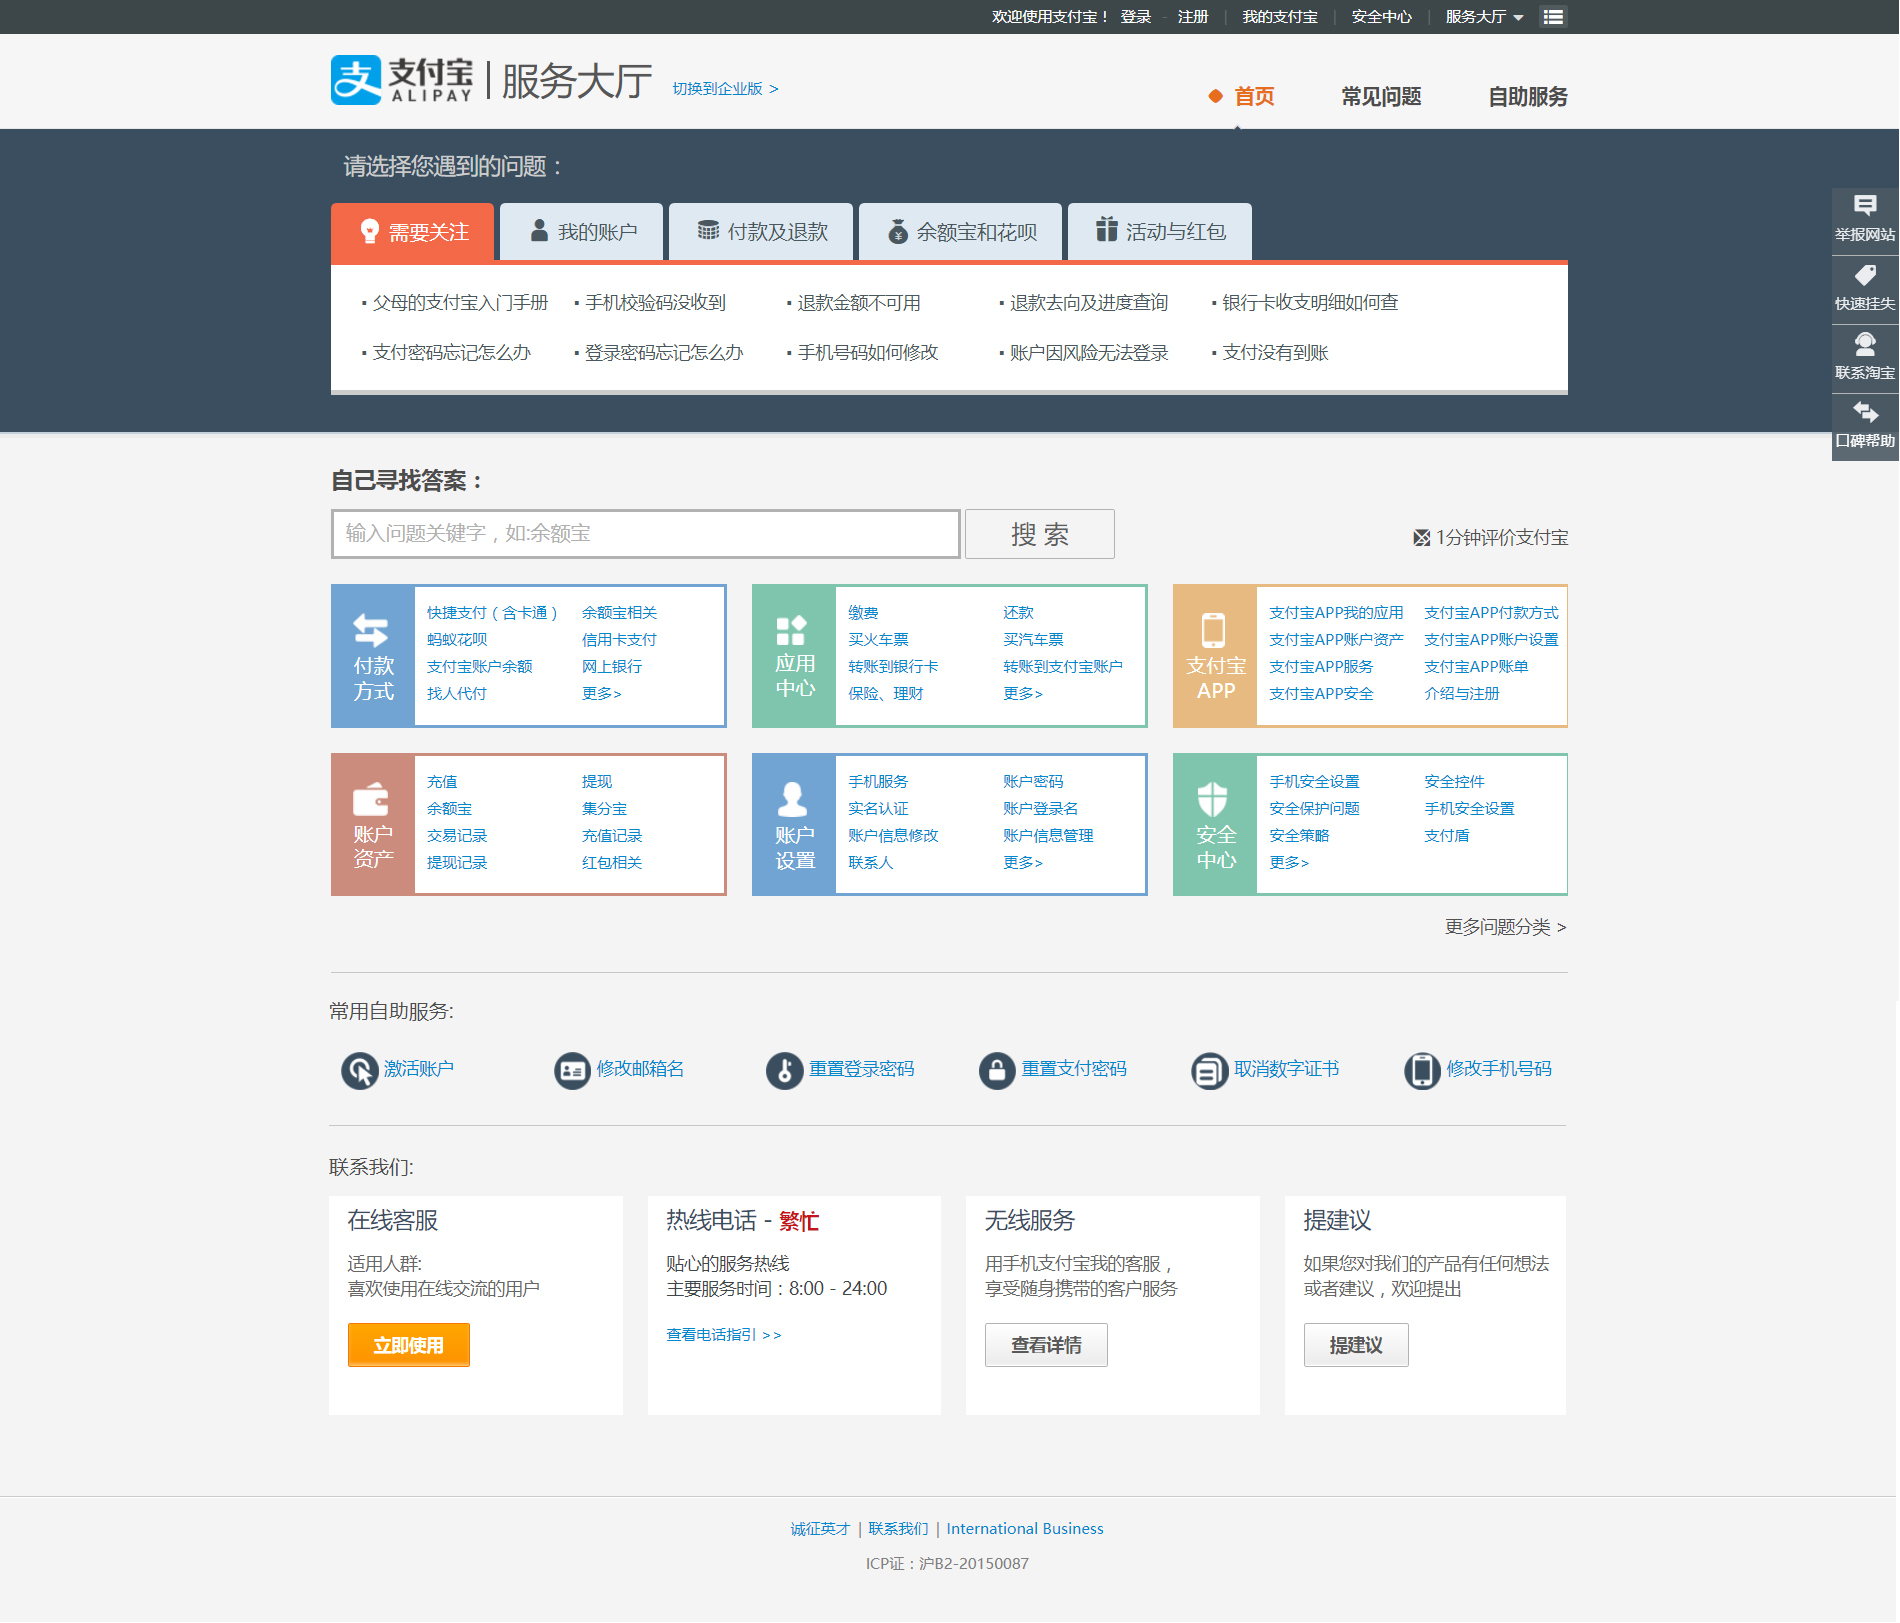 欢迎使用支付宝！ 登录 - 注册 | 我的支付宝 | 安全中心 | 服务大厅
支付宝 ALIPAY | 服务大厅 切换到企业版 >
首页 常见问题 自助服务
请选择您遇到的问题：
需要关注 我的账户 付款及退款 余额宝和花呗 活动与红包
父母的支付宝入门手册 手机校验码没收到 退款金额不可用 退款去向及进度查询 银行卡收支明细如何查
支付密码忘记怎么办 登录密码忘记怎么办 手机号码如何修改 账户因风险无法登录 支付没有到账
举报网站
快速挂失
联系淘宝
口碑帮助
自己寻找答案：
输入问题关键字，如:余额宝 搜 索 1分钟评价支付宝
付款方式
快捷支付（含卡通） 余额宝相关
蚂蚁花呗 信用卡支付
支付宝账户余额 网上银行
找人代付 更多>
应用中心
缴费 还款
买火车票 买汽车票
转账到银行卡 转账到支付宝账户
保险、理财 更多>
支付宝APP
支付宝APP我的应用 支付宝APP付款方式
支付宝APP账户资产 支付宝APP账户设置
支付宝APP服务 支付宝APP账单
支付宝APP安全 介绍与注册
账户资产
充值 提现
余额宝 集分宝
交易记录 充值记录
提现记录 红包相关
账户设置
手机服务 账户密码
实名认证 账户登录名
账户信息修改 账户信息管理
联系人 更多>
安全中心
手机安全设置 安全控件
安全保护问题 手机安全设置
安全策略 支付盾
更多>
更多问题分类 >
常用自助服务:
激活账户 修改邮箱名 重置登录密码 重置支付密码 取消数字证书 修改手机号码
联系我们:
在线客服
适用人群:
喜欢使用在线交流的用户
立即使用
热线电话 - 繁忙
贴心的服务热线
主要服务时间：8:00 - 24:00
查看电话指引 >>
无线服务
用手机支付宝我的客服，
享受随身携带的客户服务
查看详情
提建议
如果您对我们的产品有任何想法
或者建议，欢迎提出
提建议
诚征英才 | 联系我们 | International Business
ICP证：沪B2-20150087